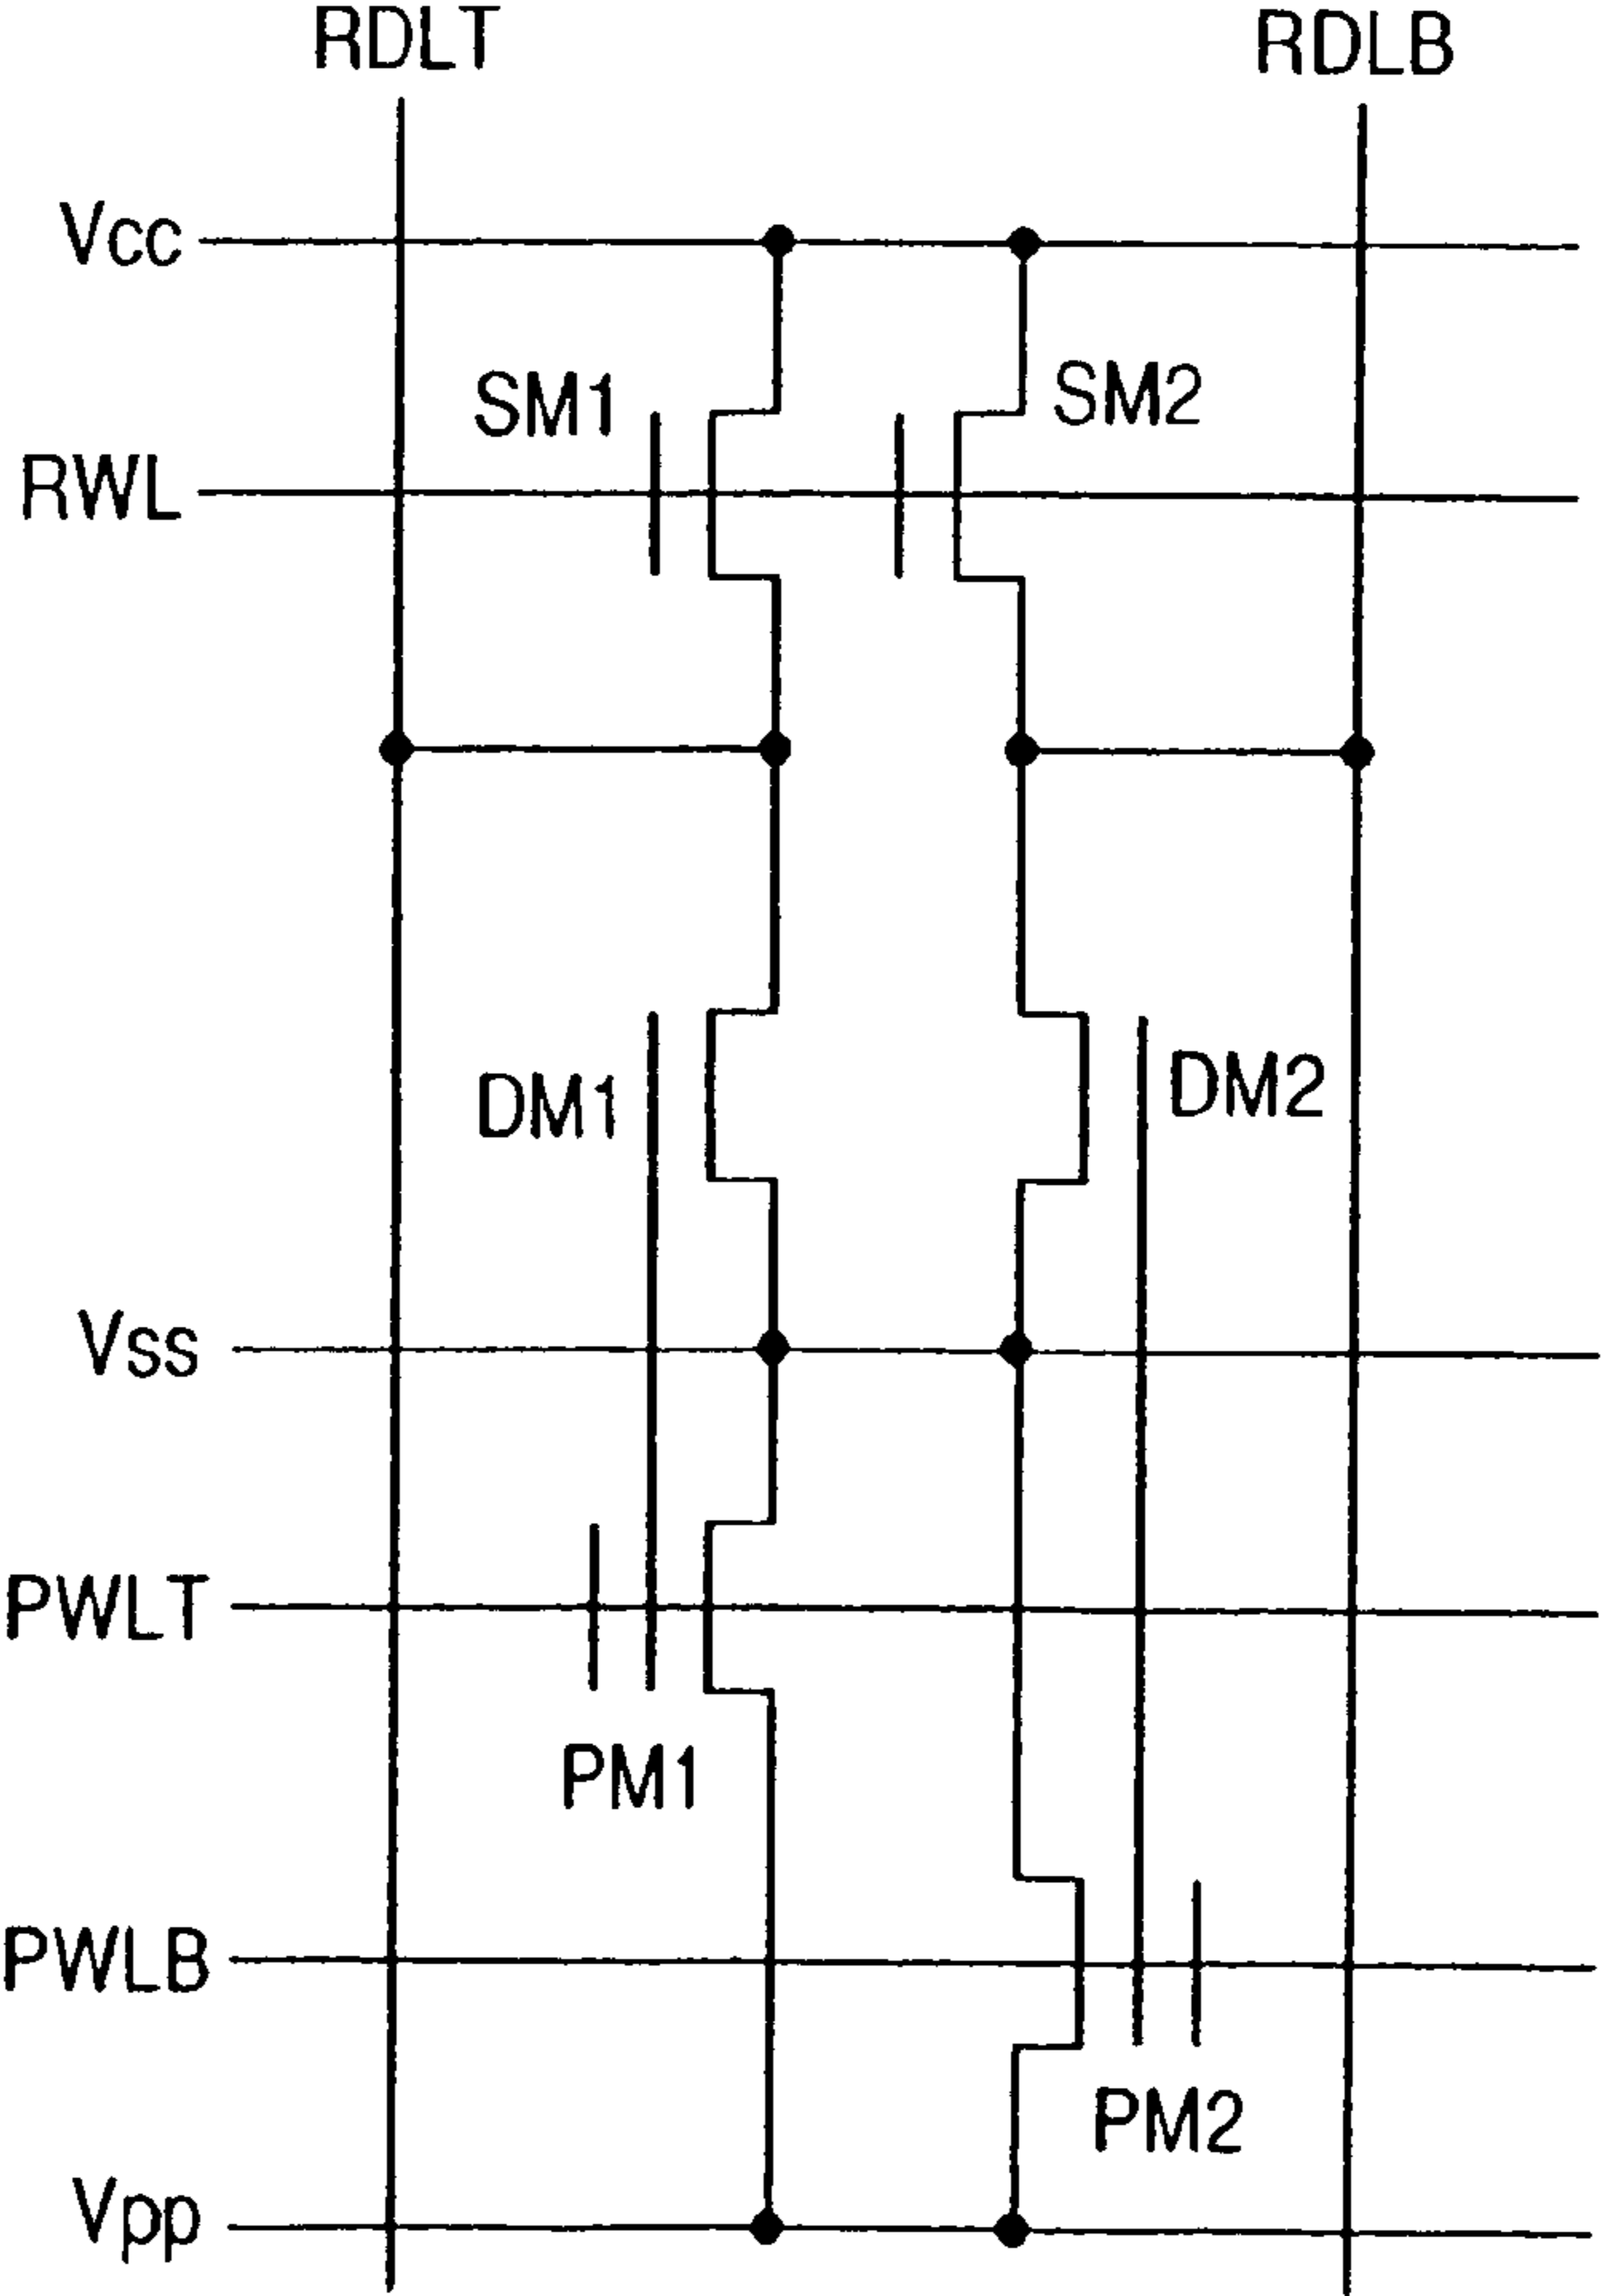 RDLT
RDLB
Vcc
SM1
SM2
RWL
DM1
DM2
Vss
PWLT
PM1
PWLB
PM2
Vpp